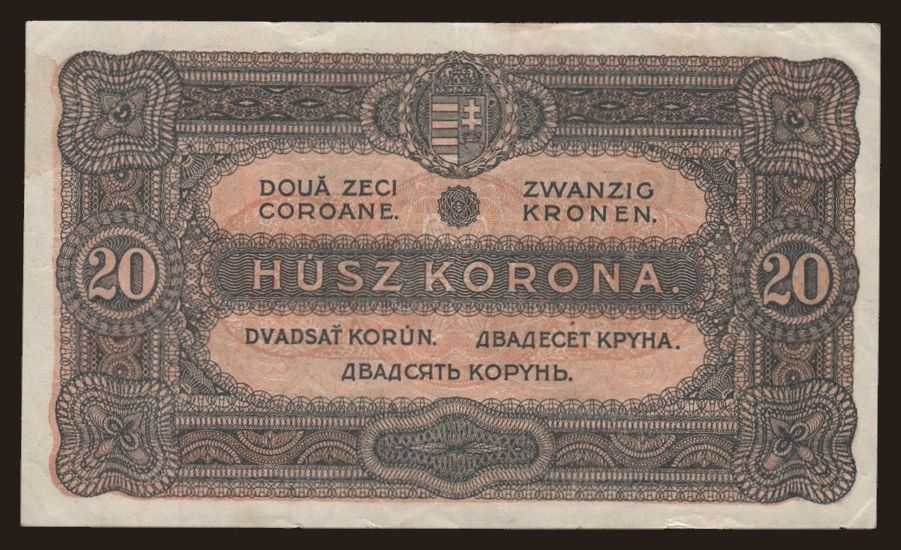 DOUĂ ZECI
COROANE.
ZWANZIG
KRONEN.
20
HÚSZ KORONA.
20
DVADSAŤ KORÚN.
ДВАДЕСЕТ КРУНА.
ДВАДСЯТЬ КОРУНЬ.